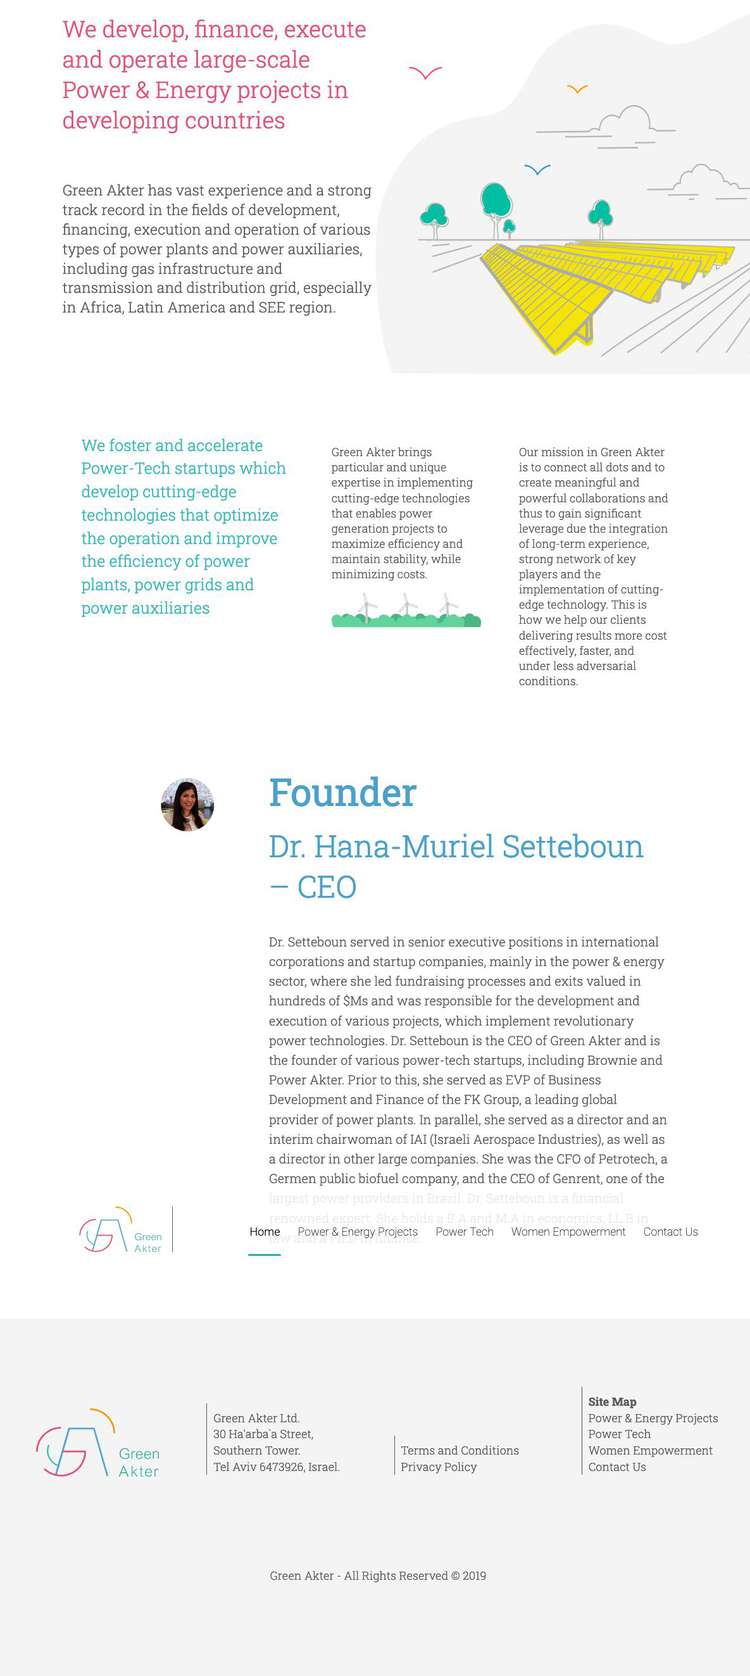 We develop, finance, execute
and operate large-scale
Power & Energy projects in
developing countries
Green Akter has vast experience and a strong
track record in the fields of development,
financing, execution and operation of various
types of power plants and power auxiliaries,
including gas infrastructure and
transmission and distribution grid, especially
in Africa, Latin America and SEE region.
We foster and accelerate
Power-Tech startups which
develop cutting-edge
technologies that optimize
the operation and improve
the efficiency of power
plants, power grids and
power auxiliaries
Green Akter brings
particular and unique
expertise in implementing
cutting-edge technologies
that enables power
generation projects to
maximize efficiency and
maintain stability, while
minimizing costs.
Our mission in Green Akter
is to connect all dots and to
create meaningful and
powerful collaborations and
thus to gain significant
leverage due the integration
of long-term experience,
strong network of key
players and the
implementation of cutting-
edge technology. This is
how we help our clients
delivering results more cost
effectively, faster, and
under less adversarial
conditions.
Founder
Dr. Hana-Muriel Setteboun
– CEO
Dr. Setteboun served in senior executive positions in international
corporations and startup companies, mainly in the power & energy
sector, where she led fundraising processes and exits valued in
hundreds of $Ms and was responsible for the development and
execution of various projects, which implement revolutionary
power technologies. Dr. Setteboun is the CEO of Green Akter and is
the founder of various power-tech startups, including Brownie and
Power Akter. Prior to this, she served as EVP of Business
Development and Finance of the FK Group, a leading global
provider of power plants. In parallel, she served as a director and an
interim chairwoman of IAI (Israeli Aerospace Industries), as well as
a director in other large companies. She was the CFO of Petrotech, a
Germen public biofuel company, and the CEO of Genrent, one of the
largest power providers in Brazil. Dr. Setteboun is a financial
renowned expert. She holds a B.A and M.A in economics, LL.B in
Green
Akter
Home Power & Energy Projects Power Tech Women Empowerment Contact Us
Green
Akter
Green Akter Ltd.
30 Ha'arba'a Street,
Southern Tower.
Tel Aviv 6473926, Israel.
Terms and Conditions
Privacy Policy
Site Map
Power & Energy Projects
Power Tech
Women Empowerment
Contact Us
Green Akter - All Rights Reserved © 2019